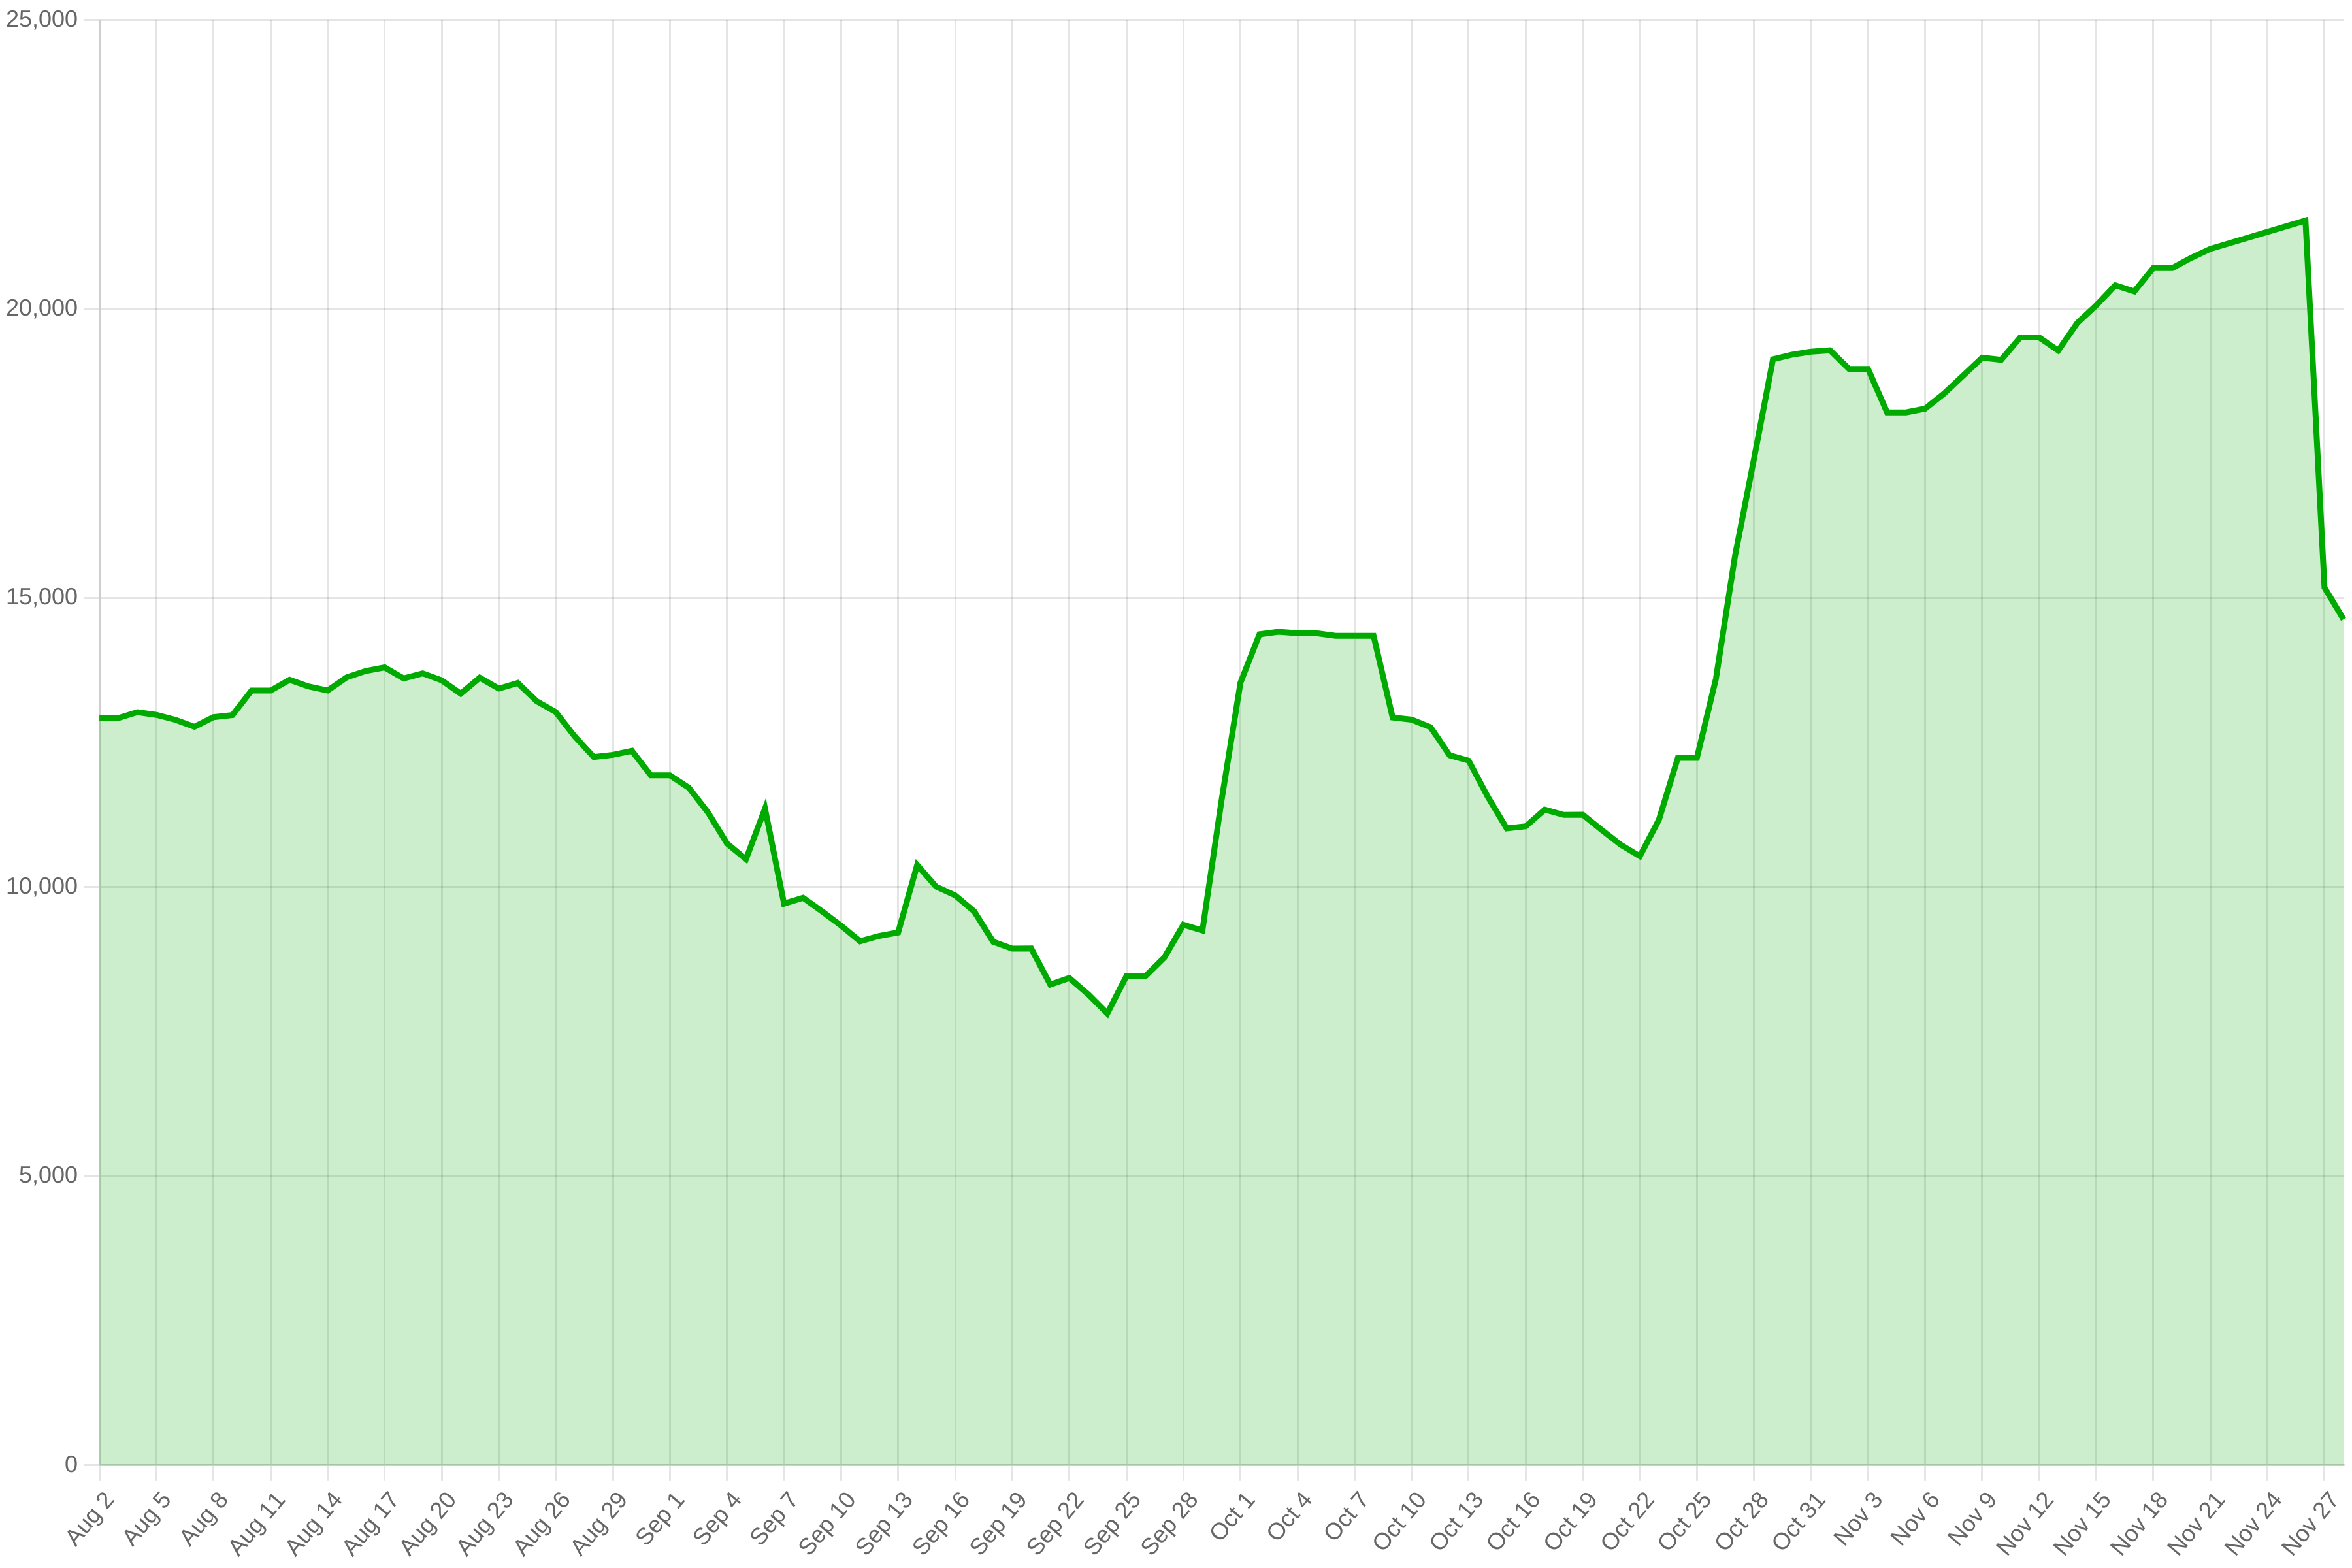 25,000
20,000
15,000
10,000
5,000
0
Aug 2
Aug 5
Aug 8
Aug 11
Aug 14
Aug 17
Aug 20
Aug 23
Aug 26
Aug 29
Sep 1
Sep 4
Sep 7
Sep 10
Sep 13
Sep 16
Sep 19
Sep 22
Sep 25
Sep 28
Oct 1
Oct 4
Oct 7
Oct 10
Oct 13
Oct 16
Oct 19
Oct 22
Oct 25
Oct 28
Oct 31
Nov 3
Nov 6
Nov 9
Nov 12
Nov 15
Nov 18
Nov 21
Nov 24
Nov 27